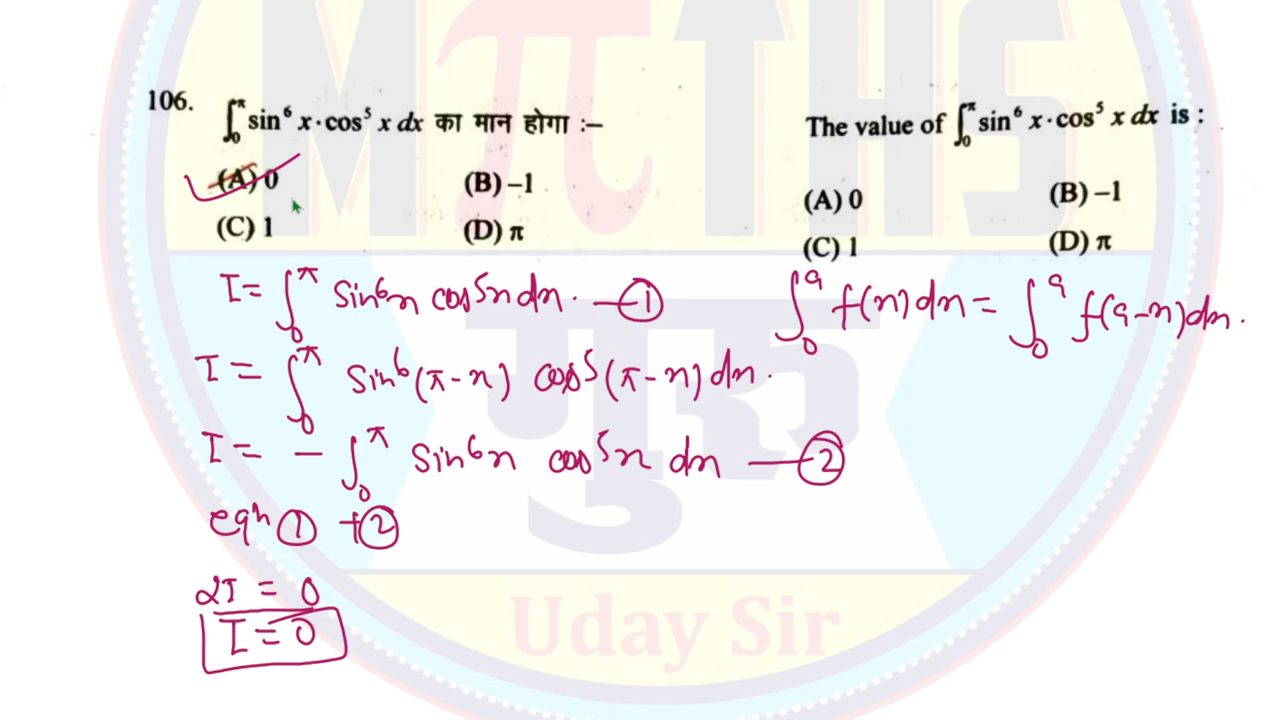 MπTHS
गुरु
106. ∫₀^π sin⁶ x · cos⁵ x dx का मान होगा :–
(A) 0 (B) –1
(C) 1 (D) π
The value of ∫₀^π sin⁶ x · cos⁵ x dx is :
(A) 0 (B) –1
(C) 1 (D) π
I = ∫₀^π sin⁶x cos⁵x dx. —①
∫₀^a f(x) dx = ∫₀^a f(a-x) dx.
I = ∫₀^π sin⁶(π-x) cos⁵(π-x) dx.
I = - ∫₀^π sin⁶x cos⁵x dx —②
eqⁿ ① + ②
2I = 0
I = 0
Uday Sir